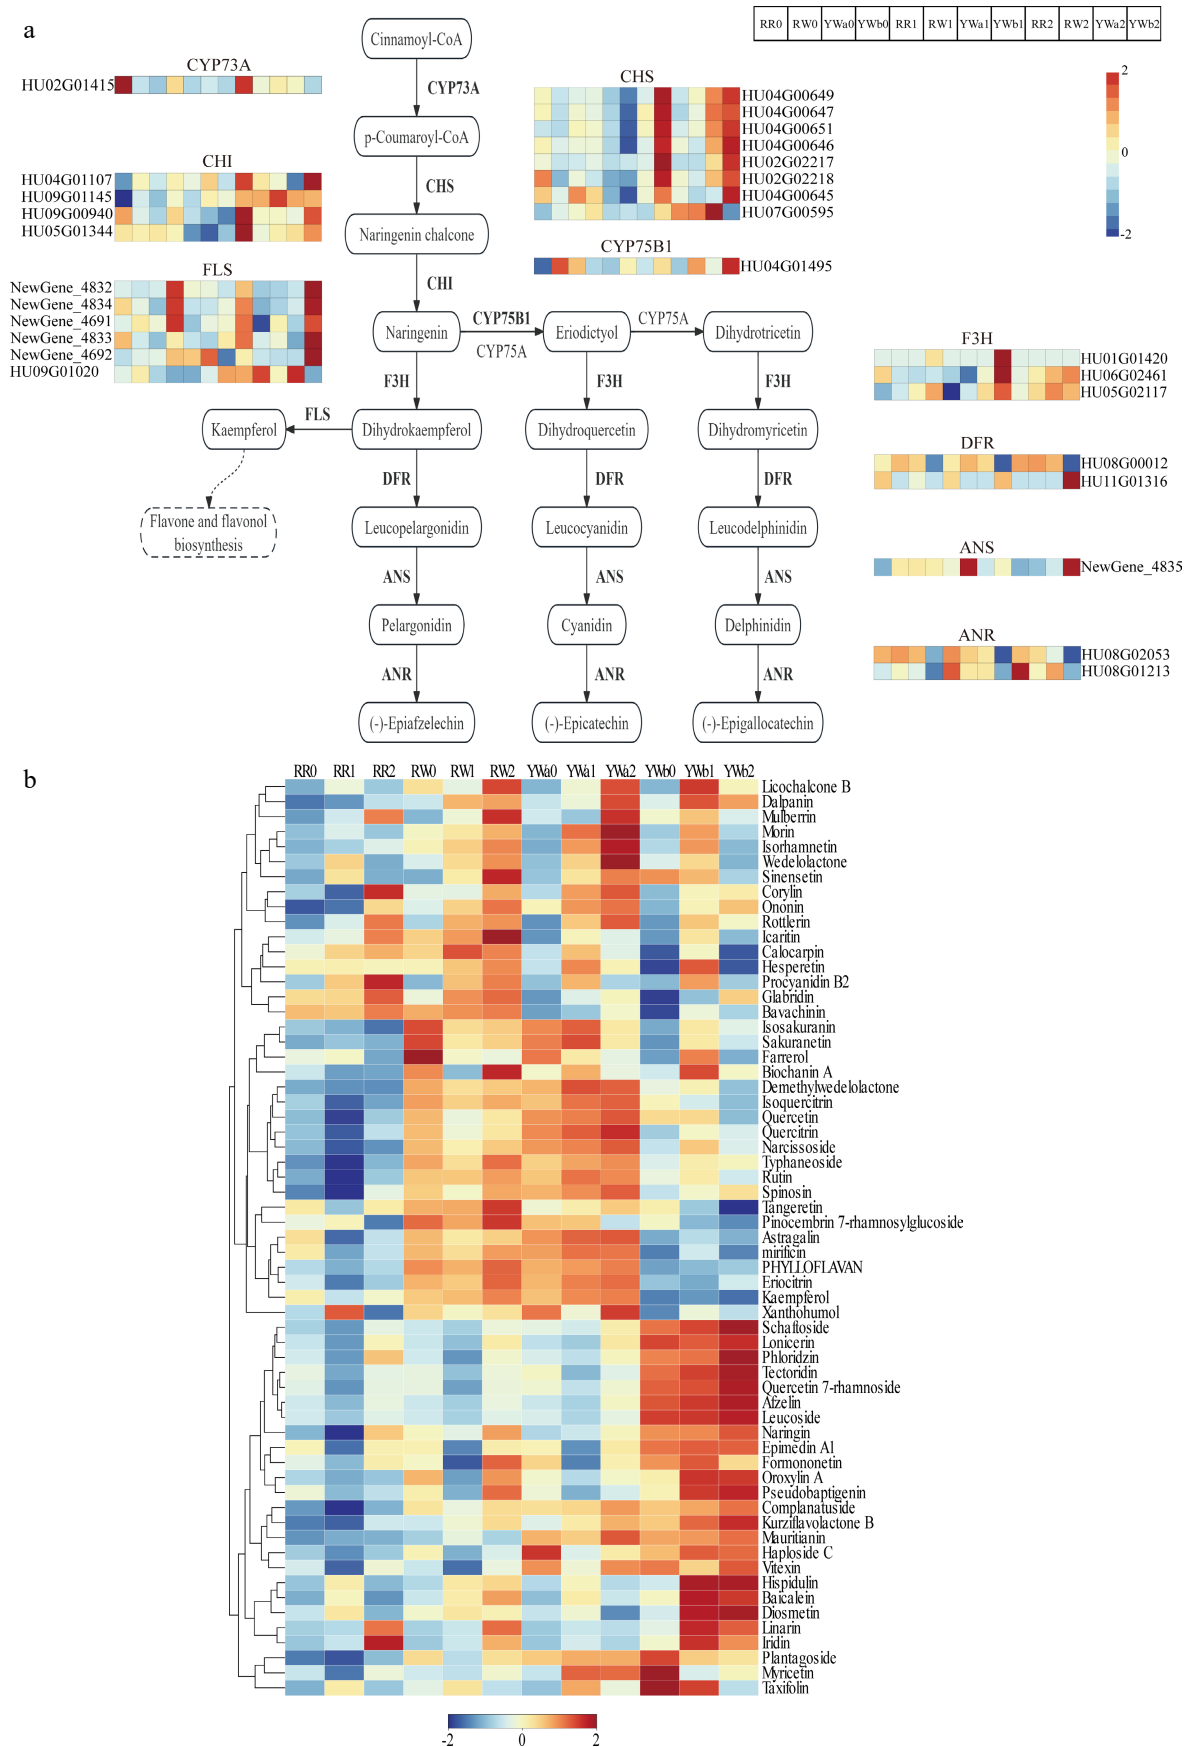 a
RR0 RW0 YWa0 YWb0 RR1 RW1 YWa1 YWb1 RR2 RW2 YWa2 YWb2
2
0
-2
CYP73A
HU02G01415
CHI
HU04G01107
HU09G01145
HU09G00940
HU05G01344
FLS
NewGene_4832
NewGene_4834
NewGene_4691
NewGene_4833
NewGene_4692
HU09G01020
CHS
HU04G00649
HU04G00647
HU04G00651
HU04G00646
HU02G02217
HU02G02218
HU04G00645
HU07G00595
CYP75B1
HU04G01495
F3H
HU01G01420
HU06G02461
HU05G02117
DFR
HU08G00012
HU11G01316
ANS
NewGene_4835
ANR
HU08G02053
HU08G01213
Cinnamoyl-CoA
CYP73A
p-Coumaroyl-CoA
CHS
Naringenin chalcone
CHI
Naringenin
CYP75B1
CYP75A
Eriodictyol
CYP75A
Dihydrotricetin
F3H F3H F3H
Kaempferol
FLS
Dihydrokaempferol
Dihydroquercetin
Dihydromyricetin
DFR DFR DFR
Flavone and flavonol
biosynthesis
Leucopelargonidin
Leucocyanidin
Leucodelphinidin
ANS ANS ANS
Pelargonidin
Cyanidin
Delphinidin
ANR ANR ANR
(-)-Epiafzelechin
(-)-Epicatechin
(-)-Epigallocatechin
b
RR0 RR1 RR2 RW0 RW1 RW2 YWa0 YWa1 YWa2 YWb0 YWb1 YWb2
Licochalcone B
Dalpanin
Mulberrin
Morin
Isorhamnetin
Wedelolactone
Sinensetin
Corylin
Ononin
Rottlerin
Icaritin
Calocarpin
Hesperetin
Procyanidin B2
Glabridin
Bavachinin
Isosakuranin
Sakuranetin
Farrerol
Biochanin A
Demethylwedelolactone
Isoquercitrin
Quercetin
Quercitrin
Narcissoside
Typhaneoside
Rutin
Spinosin
Tangeretin
Pinocembrin 7-rhamnosylglucoside
Astragalin
mirificin
PHYLLOFLAVAN
Eriocitrin
Kaempferol
Xanthohumol
Schaftoside
Lonicerin
Phloridzin
Tectoridin
Quercetin 7-rhamnoside
Afzelin
Leucoside
Naringin
Epimedin A1
Formononetin
Oroxylin A
Pseudobaptigenin
Complanatuside
Kurziflavolactone B
Mauritianin
Haploside C
Vitexin
Hispidulin
Baicalein
Diosmetin
Linarin
Iridin
Plantagoside
Myricetin
Taxifolin
-2 0 2